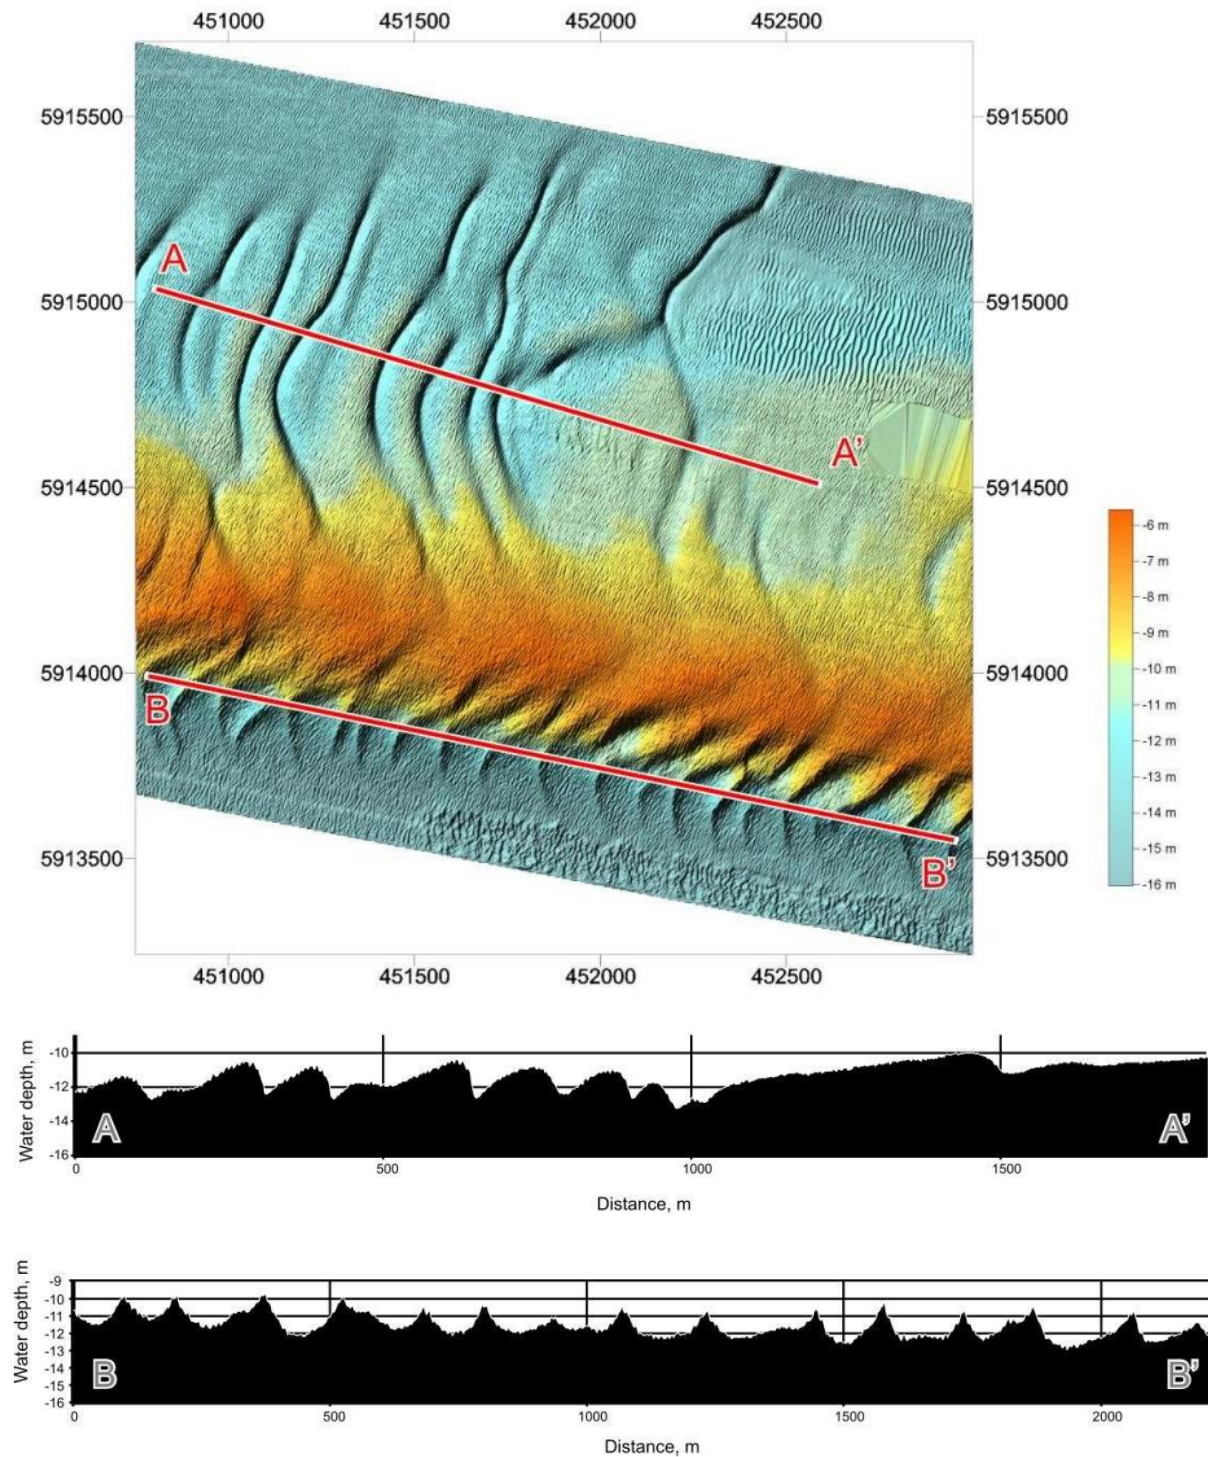 451000 451500 452000 452500
5915500 5915500
A
5915000 5915000
A'
5914500 5914500
-6 m
-7 m
-8 m
-9 m
-10 m
-11 m
-12 m
-13 m
-14 m
-15 m
-16 m
5914000 5914000
B
5913500 5913500
B'
451000 451500 452000 452500
Water depth, m
-10
-12
-14
-16
A A'
0 500 1000 1500
Distance, m
Water depth, m
-9
-10
-11
-12
-13
-14
-15
-16
B B'
0 500 1000 1500 2000
Distance, m